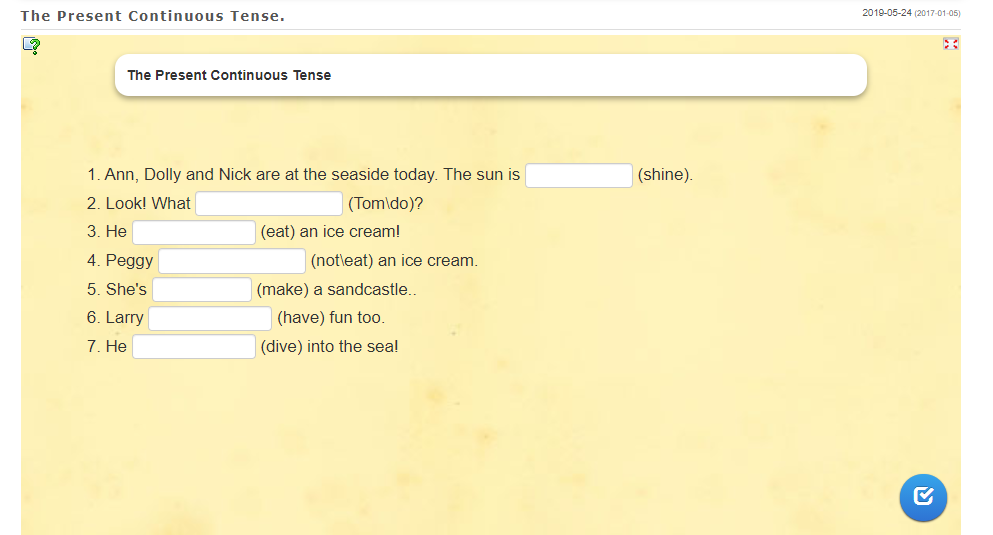 The Present Continuous Tense.
2019-05-24 (2017-01-05)
The Present Continuous Tense
1. Ann, Dolly and Nick are at the seaside today. The sun is (shine).
2. Look! What (Tom\do)?
3. He (eat) an ice cream!
4. Peggy (not\eat) an ice cream.
5. She's (make) a sandcastle..
6. Larry (have) fun too.
7. He (dive) into the sea!